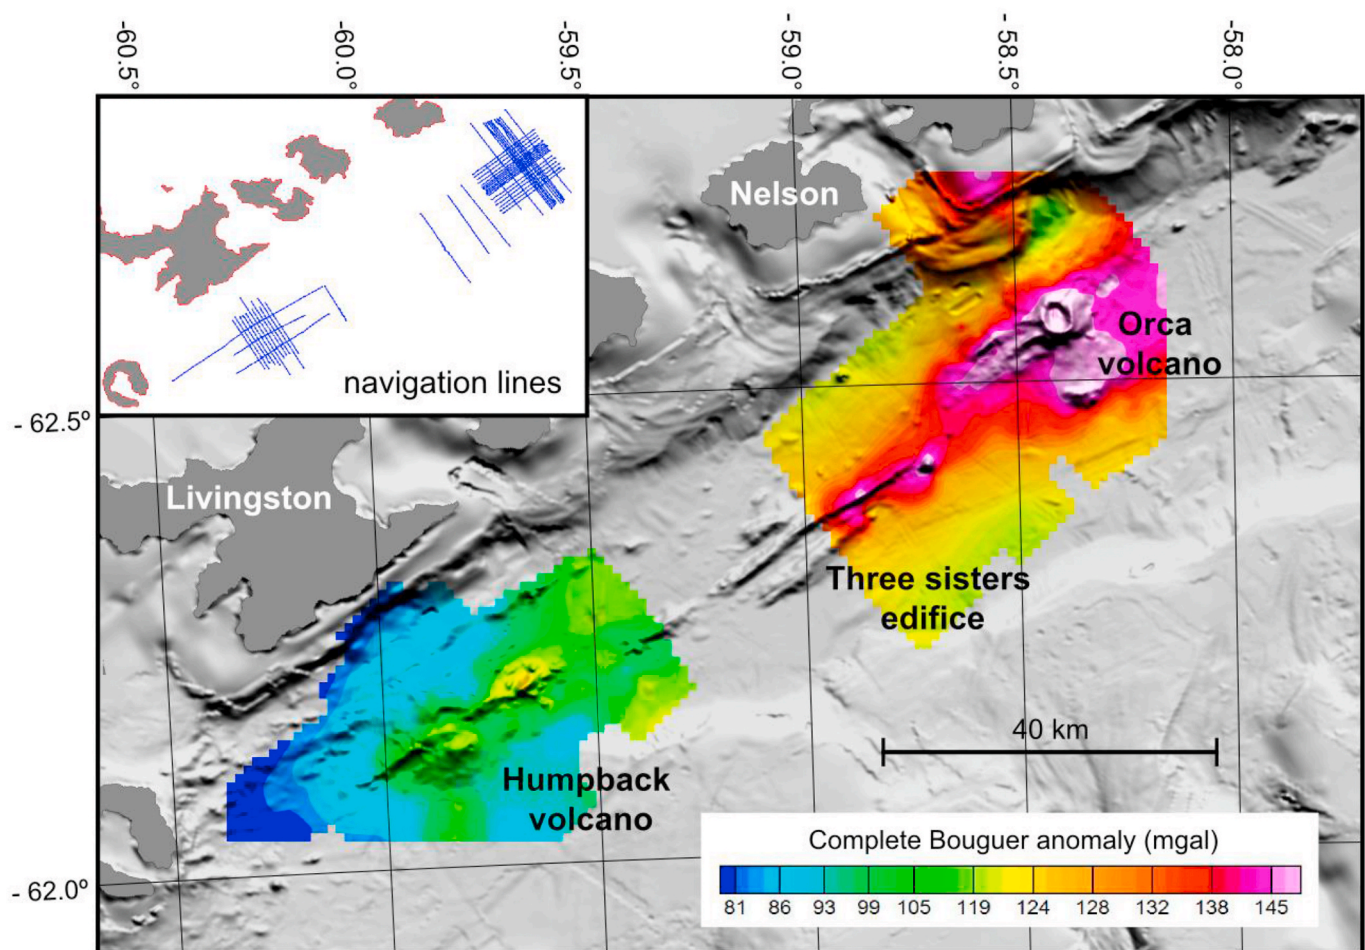 -60.5°
-60.0°
-59.5°
-59.0°
-58.5°
-58.0°
Nelson
Orca
volcano
navigation lines
- 62.5°
Livingston
Three sisters
edifice
40 km
Humpback
volcano
Complete Bouguer anomaly (mgal)
81 86 93 99 105 119 124 128 132 138 145
- 62.0°